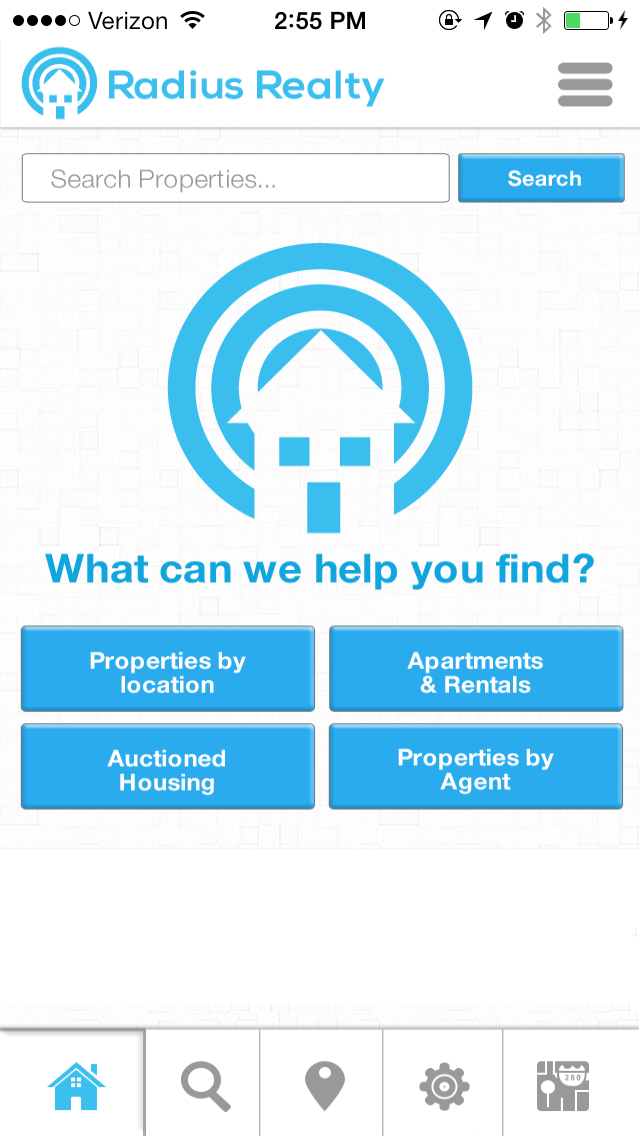 Verizon 2:55 PM
Radius Realty
Search Properties...
Search
What can we help you find?
Properties by
location
Apartments
& Rentals
Auctioned
Housing
Properties by
Agent
280